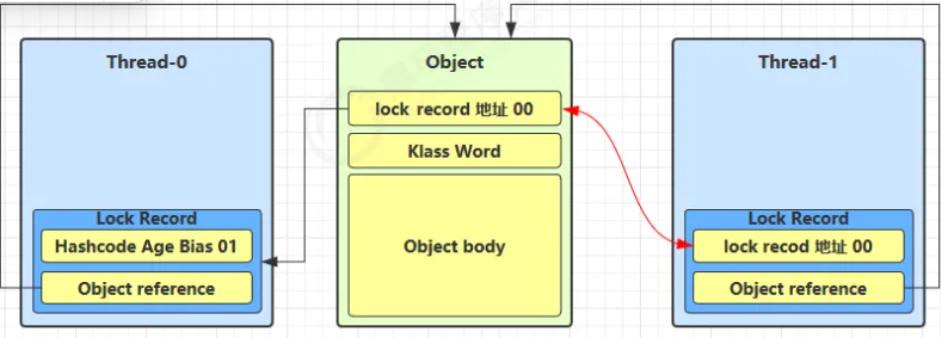 Thread-0
Lock Record
Hashcode Age Bias 01
Object reference
Object
lock record 地址 00
Klass Word
Object body
Thread-1
Lock Record
lock recod 地址 00
Object reference